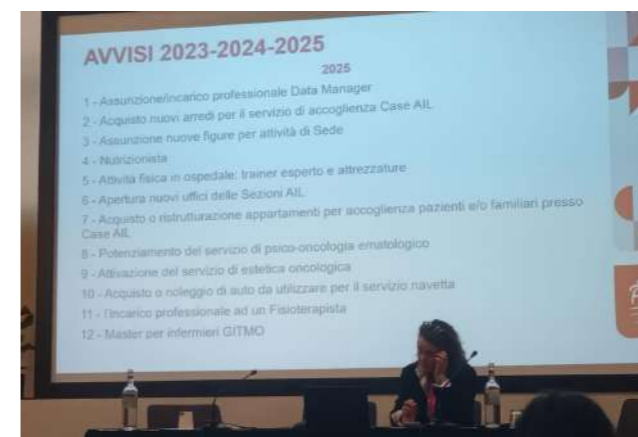 AVVISI 2023-2024-2025
2025
1 - Assunzione/incarico professionale Data Manager
2 - Acquisto nuovi arredi per il servizio di accoglienza Case AIL
3 - Assunzione nuove figure per attività di Sede
4 - Nutrizionista
5 - Attività fisica in ospedale: trainer esperto e attrezzature
6 - Apertura nuovi uffici delle Sezioni AIL
7 - Acquisto o ristrutturazione appartamenti per accoglienza pazienti e/o familiari presso
Case AIL
8 - Potenziamento del servizio di psico-oncologia ematologico
9 - Attivazione del servizio di estetica oncologica
10 - Acquisto o noleggio di auto da utilizzare per il servizio navetta
11 - l'incarico professionale ad un Fisioterapista
12 - Master per infermieri GITMO